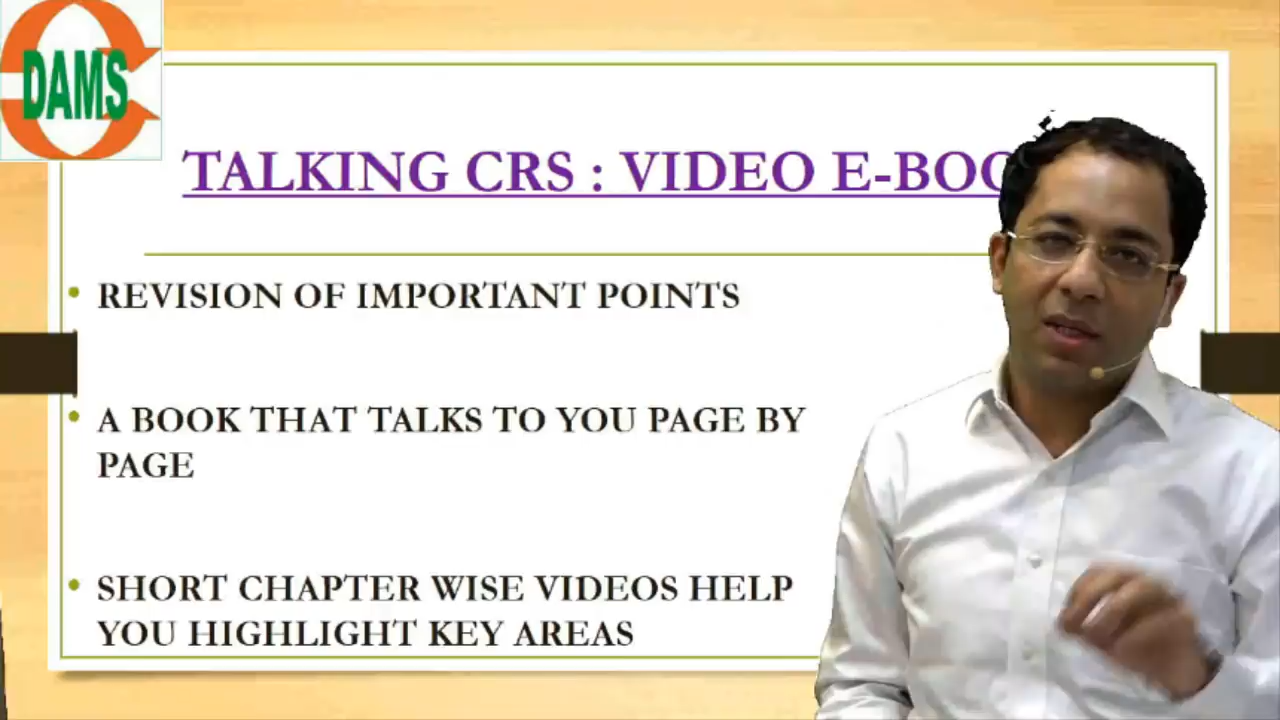 DAMS
TALKING CRS : VIDEO E-BOO
• REVISION OF IMPORTANT POINTS
• A BOOK THAT TALKS TO YOU PAGE BY
PAGE
• SHORT CHAPTER WISE VIDEOS HELP
YOU HIGHLIGHT KEY AREAS